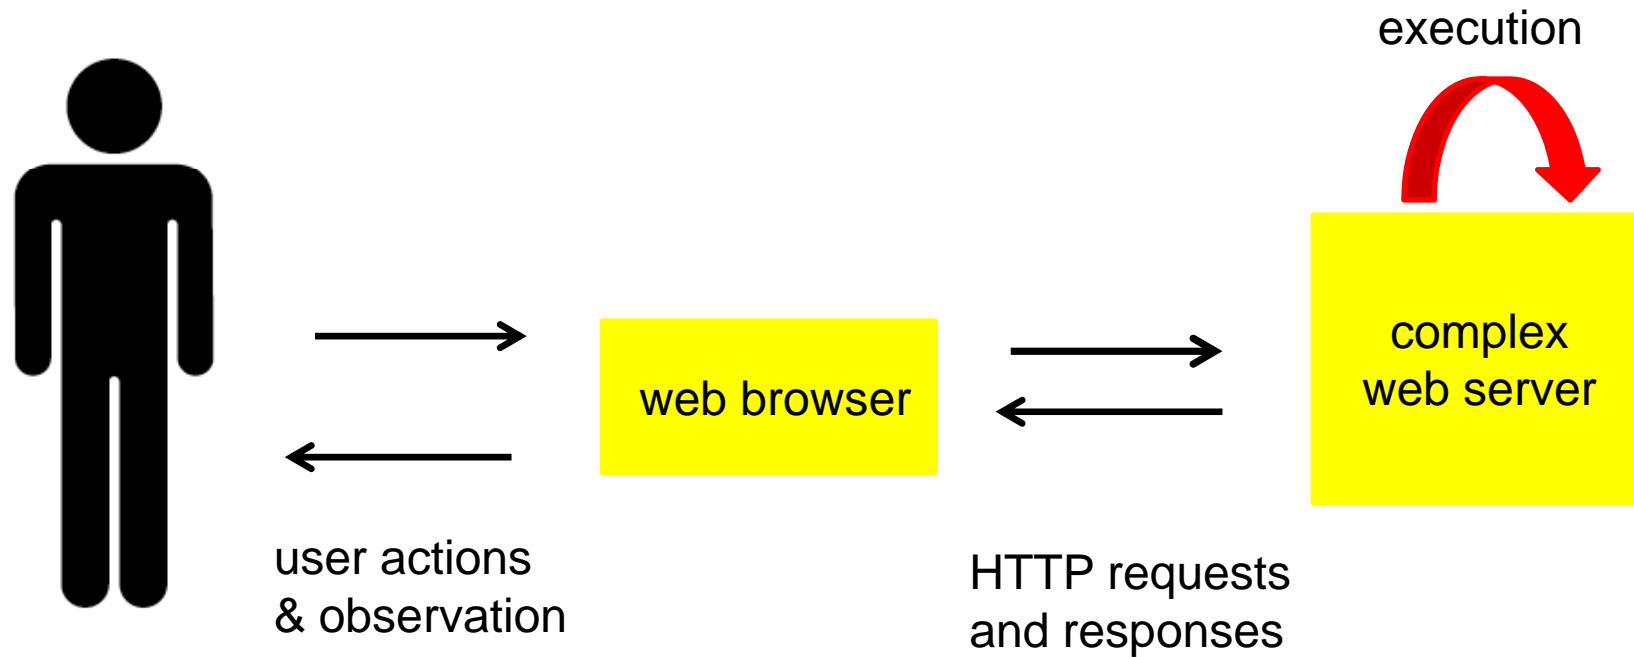 execution
complex
web server
web browser
user actions
& observation
HTTP requests
and responses